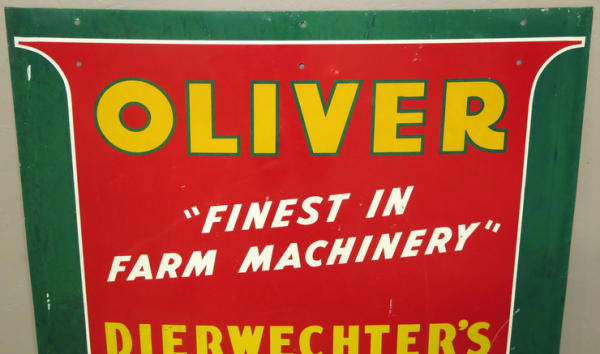 OLIVER
"FINEST IN
FARM MACHINERY"
DIERWECHTER'S